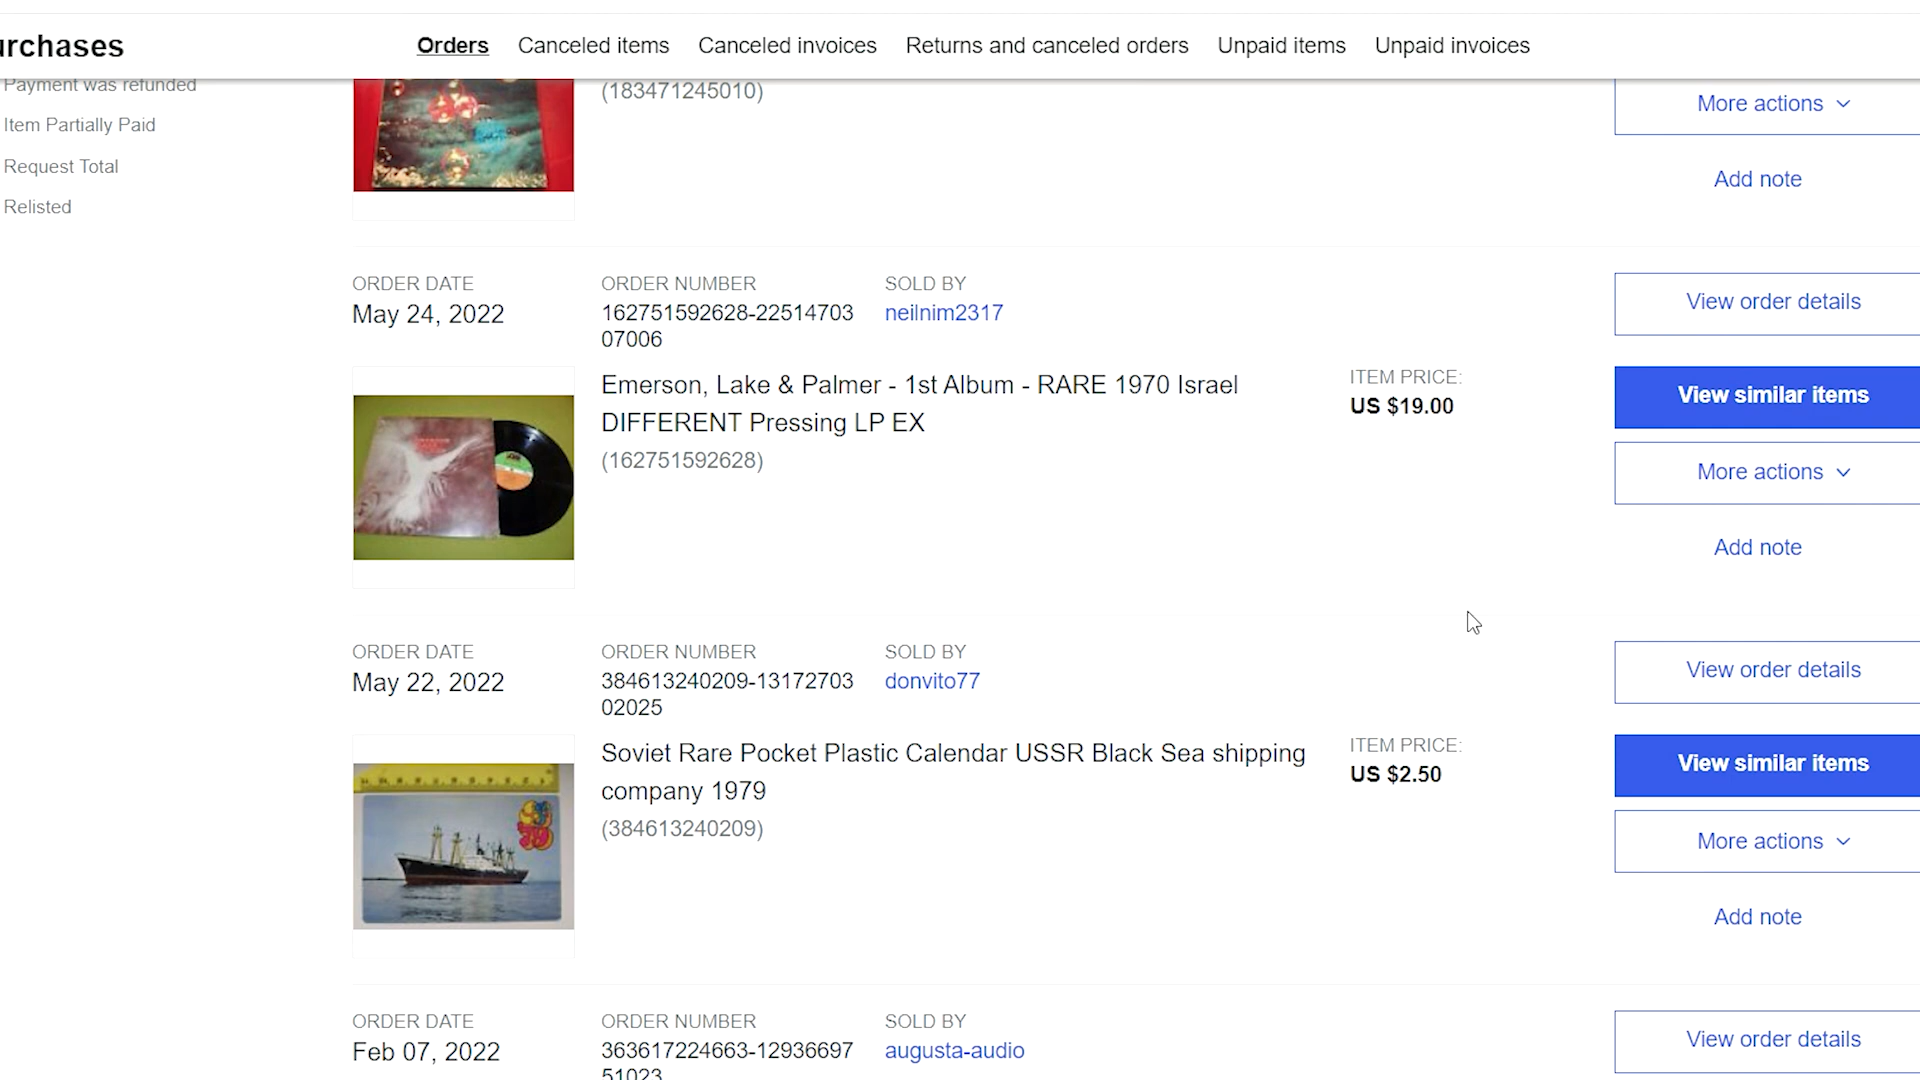 urchases
Orders
Canceled items
Canceled invoices
Returns and canceled orders
Unpaid items
Unpaid invoices
Payment was refunded
Item Partially Paid
Request Total
Relisted
(183471245010)
More actions
Add note
ORDER DATE
May 24, 2022
ORDER NUMBER
162751592628-22514703
07006
SOLD BY
neilnim2317
View order details
Emerson, Lake & Palmer - 1st Album - RARE 1970 Israel
DIFFERENT Pressing LP EX
(162751592628)
ITEM PRICE:
US $19.00
View similar items
More actions
Add note
ORDER DATE
May 22, 2022
ORDER NUMBER
384613240209-13172703
02025
SOLD BY
donvito77
View order details
Soviet Rare Pocket Plastic Calendar USSR Black Sea shipping
company 1979
(384613240209)
ITEM PRICE:
US $2.50
View similar items
More actions
Add note
ORDER DATE
Feb 07, 2022
ORDER NUMBER
363617224663-12936697
51023
SOLD BY
augusta-audio
View order details